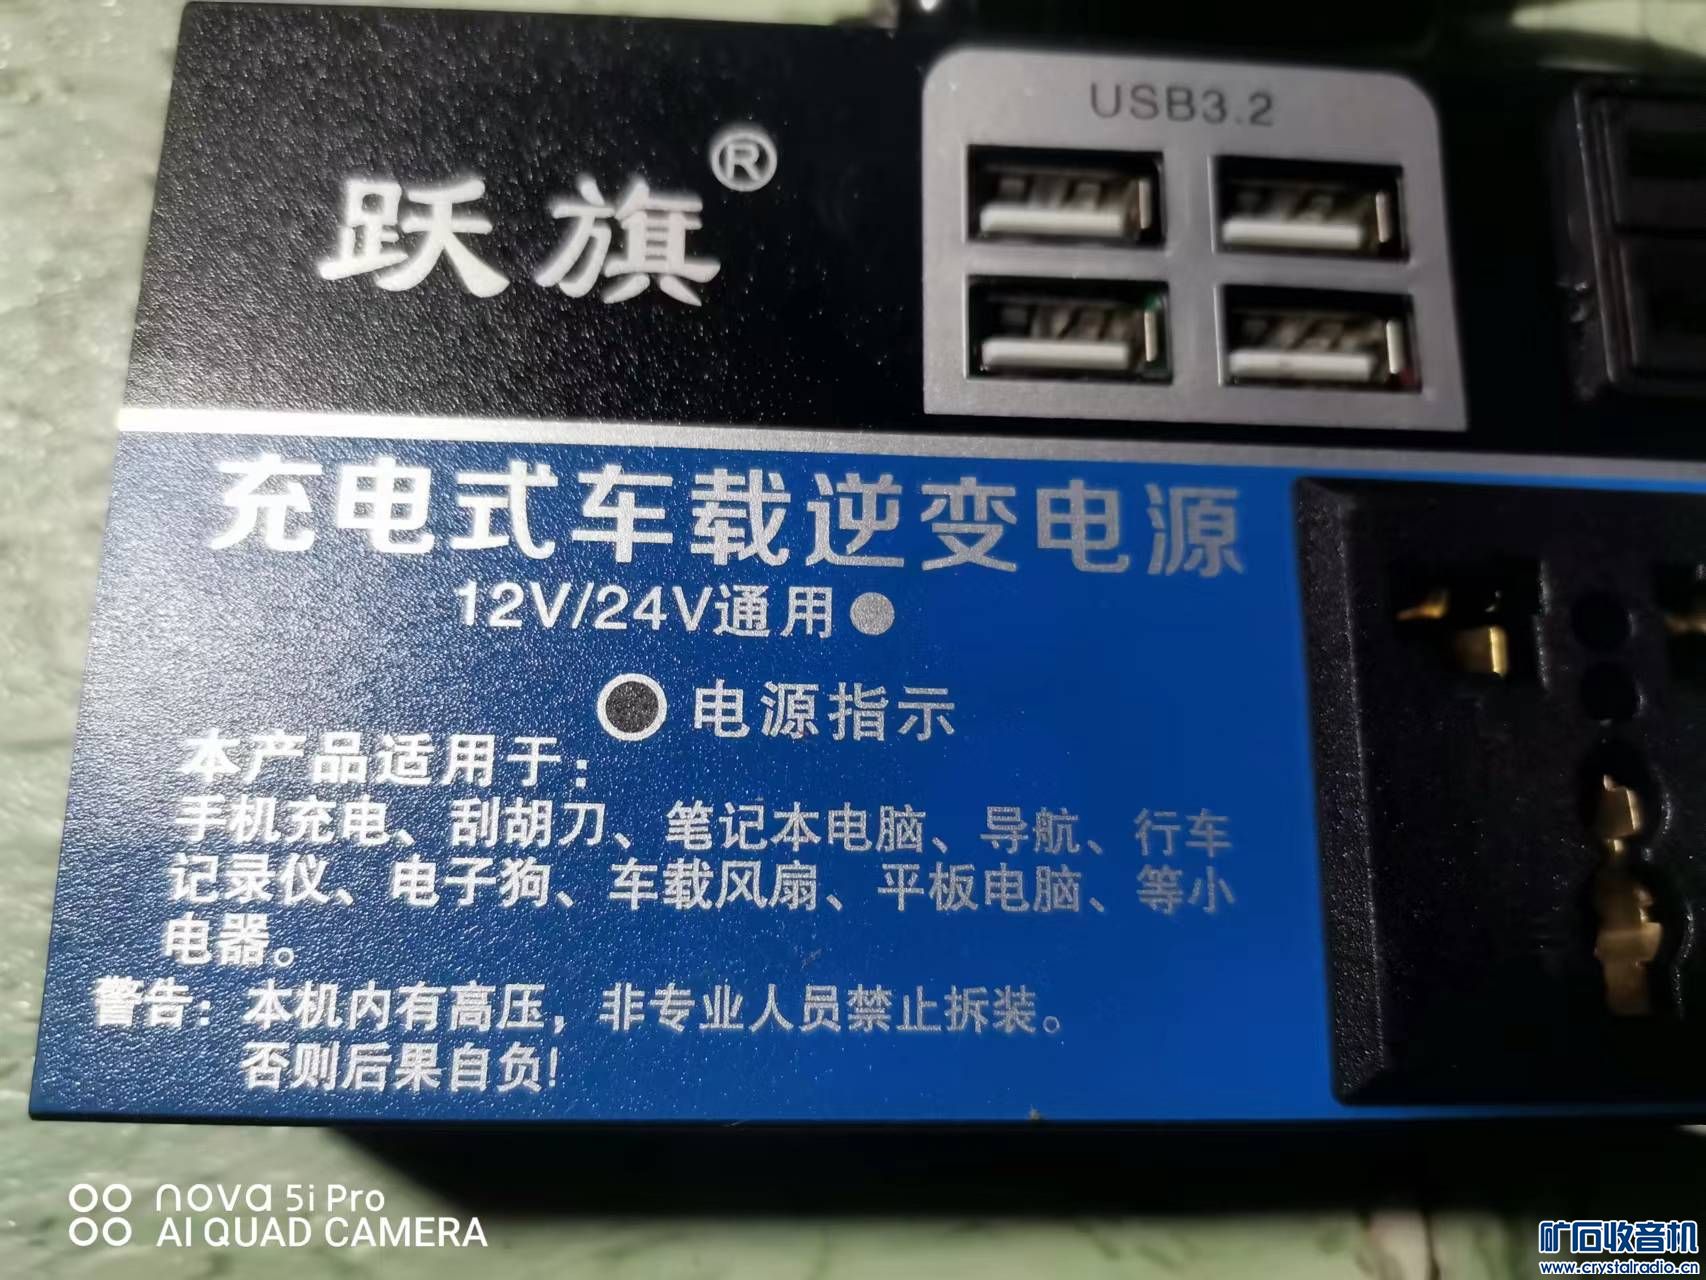 USB3.2
跃旗®
充电式车载逆变电源
12V/24V通用
电源指示
本产品适用于：
手机充电、刮胡刀、笔记本电脑、导航、行车
记录仪、电子狗、车载风扇、平板电脑、等小
电器。
警告：本机内有高压，非专业人员禁止拆装。
否则后果自负!
nova 5i Pro
AI QUAD CAMERA
矿石收音机
www.crystalradio.cn